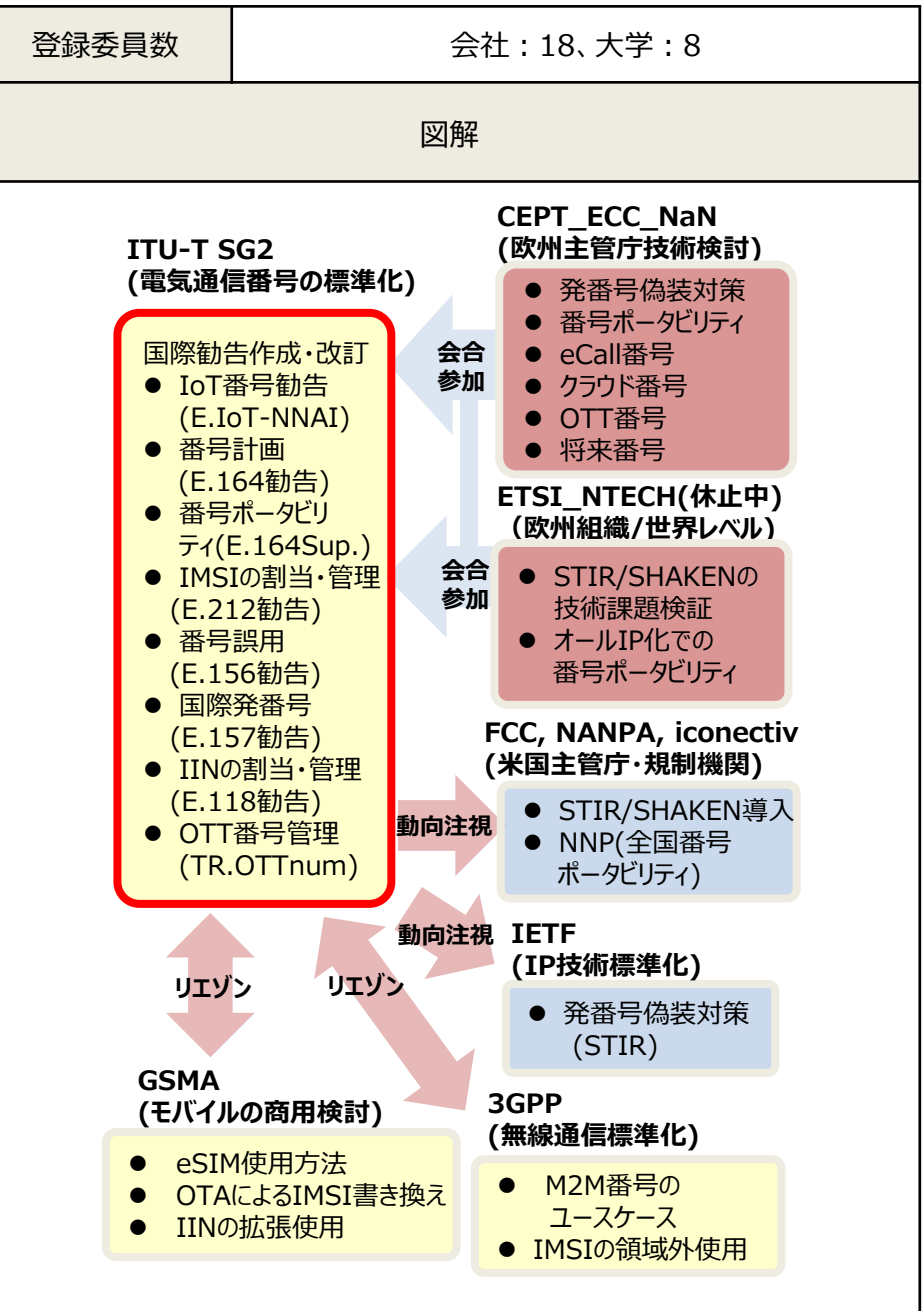 登録委員数
会社：18、大学：8
図解
ITU-T SG2
(電気通信番号の標準化)
国際勧告作成・改訂
● IoT番号勧告
(E.IoT-NNAI)
● 番号計画
(E.164勧告)
● 番号ポータビリ
ティ(E.164Sup.)
● IMSIの割当・管理
(E.212勧告)
● 番号誤用
(E.156勧告)
● 国際発番号
(E.157勧告)
● IINの割当・管理
(E.118勧告)
● OTT番号管理
(TR.OTTnum)
会合
参加
会合
参加
CEPT_ECC_NaN
(欧州主管庁技術検討)
● 発番号偽装対策
● 番号ポータビリティ
● eCall番号
● クラウド番号
● OTT番号
● 将来番号
ETSI_NTECH(休止中)
（欧州組織/世界レベル）
● STIR/SHAKENの
技術課題検証
● オールIP化での
番号ポータビリティ
FCC, NANPA, iconectiv
(米国主管庁・規制機関)
動向注視
● STIR/SHAKEN導入
● NNP(全国番号
ポータビリティ)
動向注視
IETF
(IP技術標準化)
● 発番号偽装対策
(STIR)
リエゾン
リエゾン
GSMA
(モバイルの商用検討)
● eSIM使用方法
● OTAによるIMSI書き換え
● IINの拡張使用
3GPP
(無線通信標準化)
● M2M番号の
ユースケース
● IMSIの領域外使用